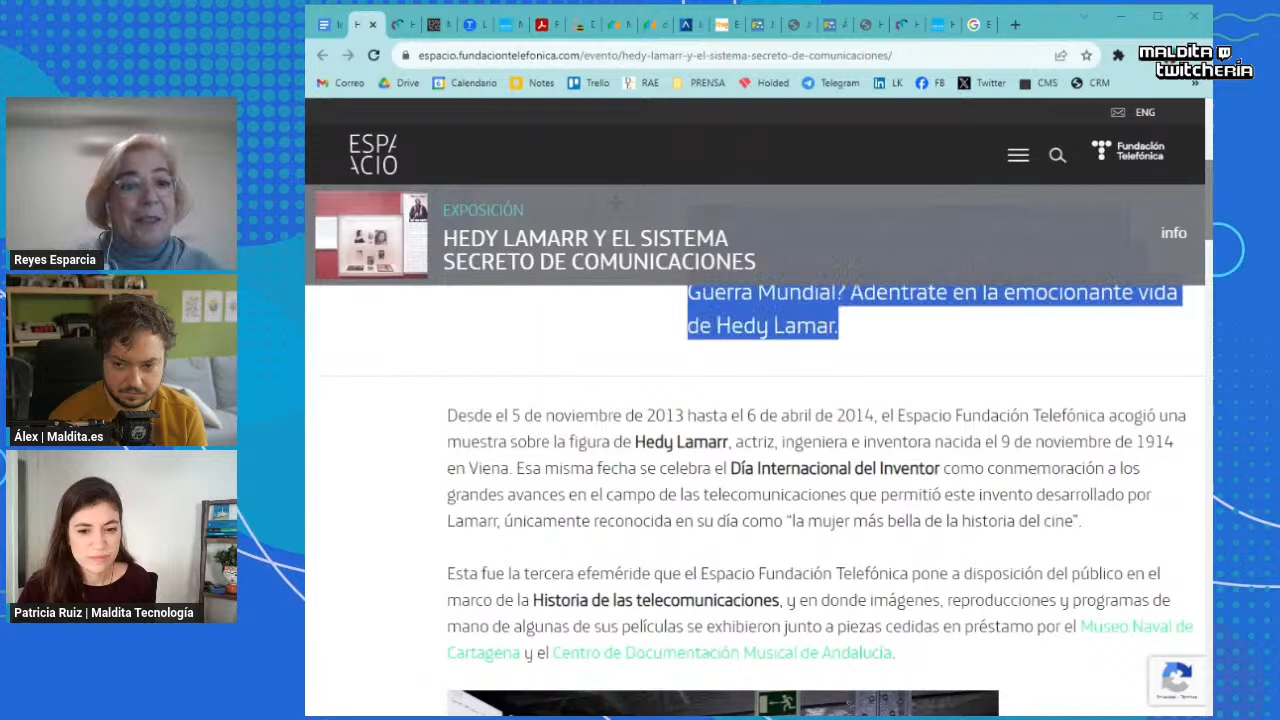 MALDITA
TWITCHERÍA
espacio.fundaciontelefonica.com/evento/hedy-lamarr-y-el-sistema-secreto-de-comunicaciones/
Correo Drive Calendario Notes Trello RAE PRENSA Holded Telegram LK FB Twitter CMS CRM »
ENG
ESPACIO
Fundación
Telefónica
EXPOSICIÓN
HEDY LAMARR Y EL SISTEMA
SECRETO DE COMUNICACIONES
info
Guerra Mundial? Adéntrate en la emocionante vida
de Hedy Lamar.
Desde el 5 de noviembre de 2013 hasta el 6 de abril de 2014, el Espacio Fundación Telefónica acogió una
muestra sobre la figura de Hedy Lamarr, actriz, ingeniera e inventora nacida el 9 de noviembre de 1914
en Viena. Esa misma fecha se celebra el Día Internacional del Inventor como conmemoración a los
grandes avances en el campo de las telecomunicaciones que permitió este invento desarrollado por
Lamarr, únicamente reconocida en su día como “la mujer más bella de la historia del cine”.
Esta fue la tercera efeméride que el Espacio Fundación Telefónica pone a disposición del público en el
marco de la Historia de las telecomunicaciones, y en donde imágenes, reproducciones y programas de
mano de algunas de sus películas se exhibieron junto a piezas cedidas en préstamo por el Museo Naval de
Cartagena y el Centro de Documentación Musical de Andalucía.
Reyes Esparcia
Álex | Maldita.es
Patricia Ruiz | Maldita Tecnología